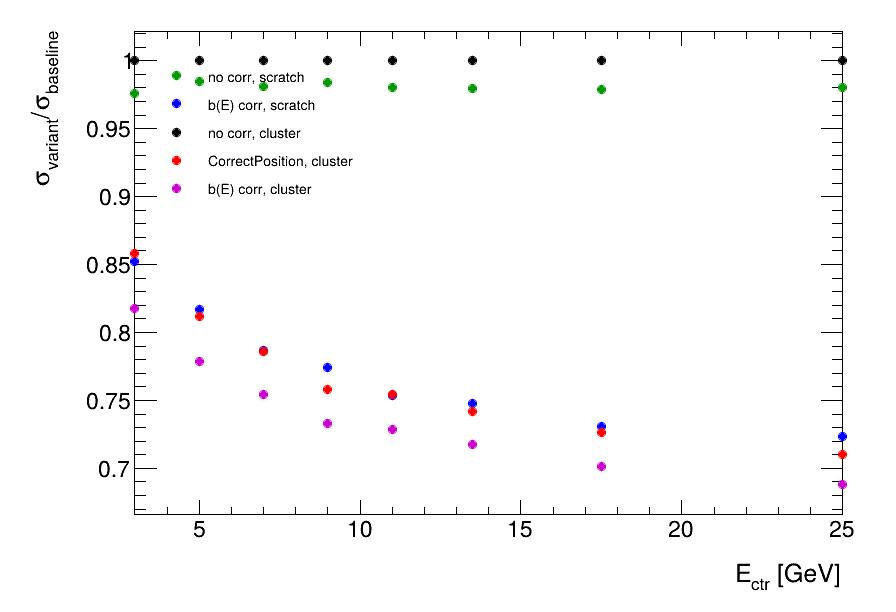 σvariant/σbaseline
1
no corr, scratch
b(E) corr, scratch
0.95
no corr, cluster
CorrectPosition, cluster
b(E) corr, cluster
0.9
0.85
0.8
0.75
0.7
5 10 15 20 25
Ectr [GeV]